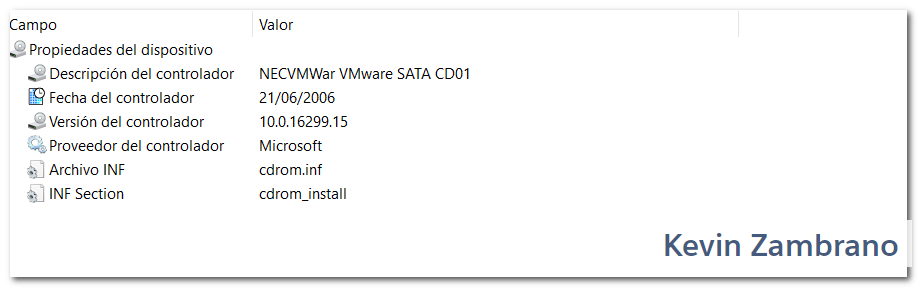 Campo Valor
Propiedades del dispositivo
Descripción del controlador NECVMWar VMware SATA CD01
Fecha del controlador 21/06/2006
Versión del controlador 10.0.16299.15
Proveedor del controlador Microsoft
Archivo INF cdrom.inf
INF Section cdrom_install
Kevin Zambrano